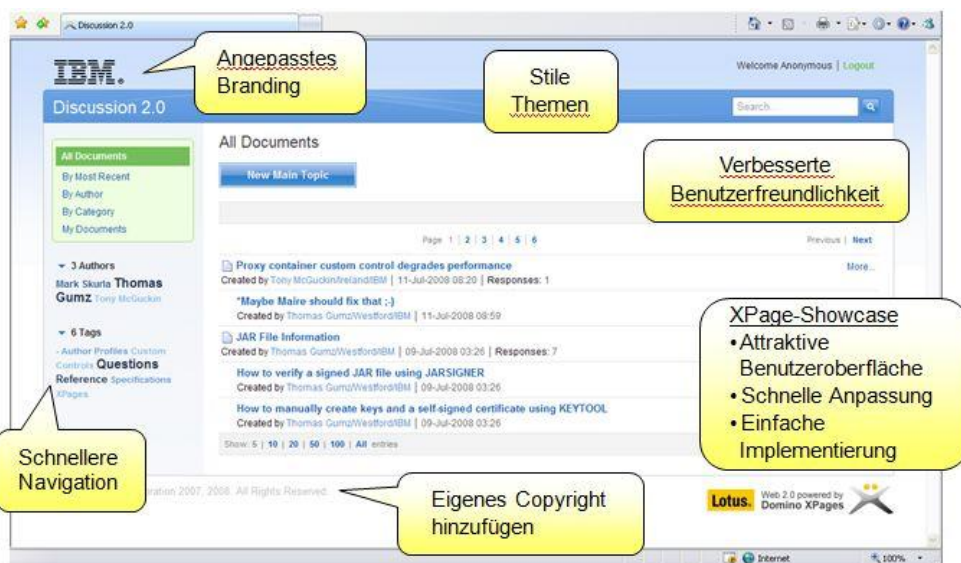 Discussion 2.0
IBM.
Angepasstes
Branding
Stile
Themen
Welcome Anonymous | Logout
Discussion 2.0
Search...
All Documents
By Most Recent
By Author
By Category
My Documents
All Documents
New Main Topic
Verbesserte
Benutzerfreundlichkeit
Page 1 | 2 | 3 | 4 | 5 | 6
Previous | Next
3 Authors
Mark Skurla Thomas
Gumz Tony McGuckin
6 Tags
- Author Profiles Custom
Controls Questions
Reference Specifications
XPages
Proxy container custom control degrades performance
More...
Created by Tony McGuckin/Ireland/IBM | 11-Jul-2008 08:20 | Responses: 1
"Maybe Maire should fix that ;-)
Created by Thomas Gumz/Westford/IBM | 11-Jul-2008 08:59
JAR File Information
Created by Thomas Gumz/Westford/IBM | 09-Jul-2008 03:26 | Responses: 7
How to verify a signed JAR file using JARSIGNER
Created by Thomas Gumz/Westford/IBM | 09-Jul-2008 03:26
How to manually create keys and a self-signed certificate using KEYTOOL
Created by Thomas Gumz/Westford/IBM | 09-Jul-2008 03:26
Show: 5 | 10 | 20 | 50 | 100 | All entries
XPage-Showcase
•Attraktive
Benutzeroberfläche
•Schnelle Anpassung
•Einfache
Implementierung
Schnellere
Navigation
2007, 2008. All Rights Reserved.
Eigenes Copyright
hinzufügen
Lotus.
Web 2.0 powered by
Domino XPages
Internet
100%